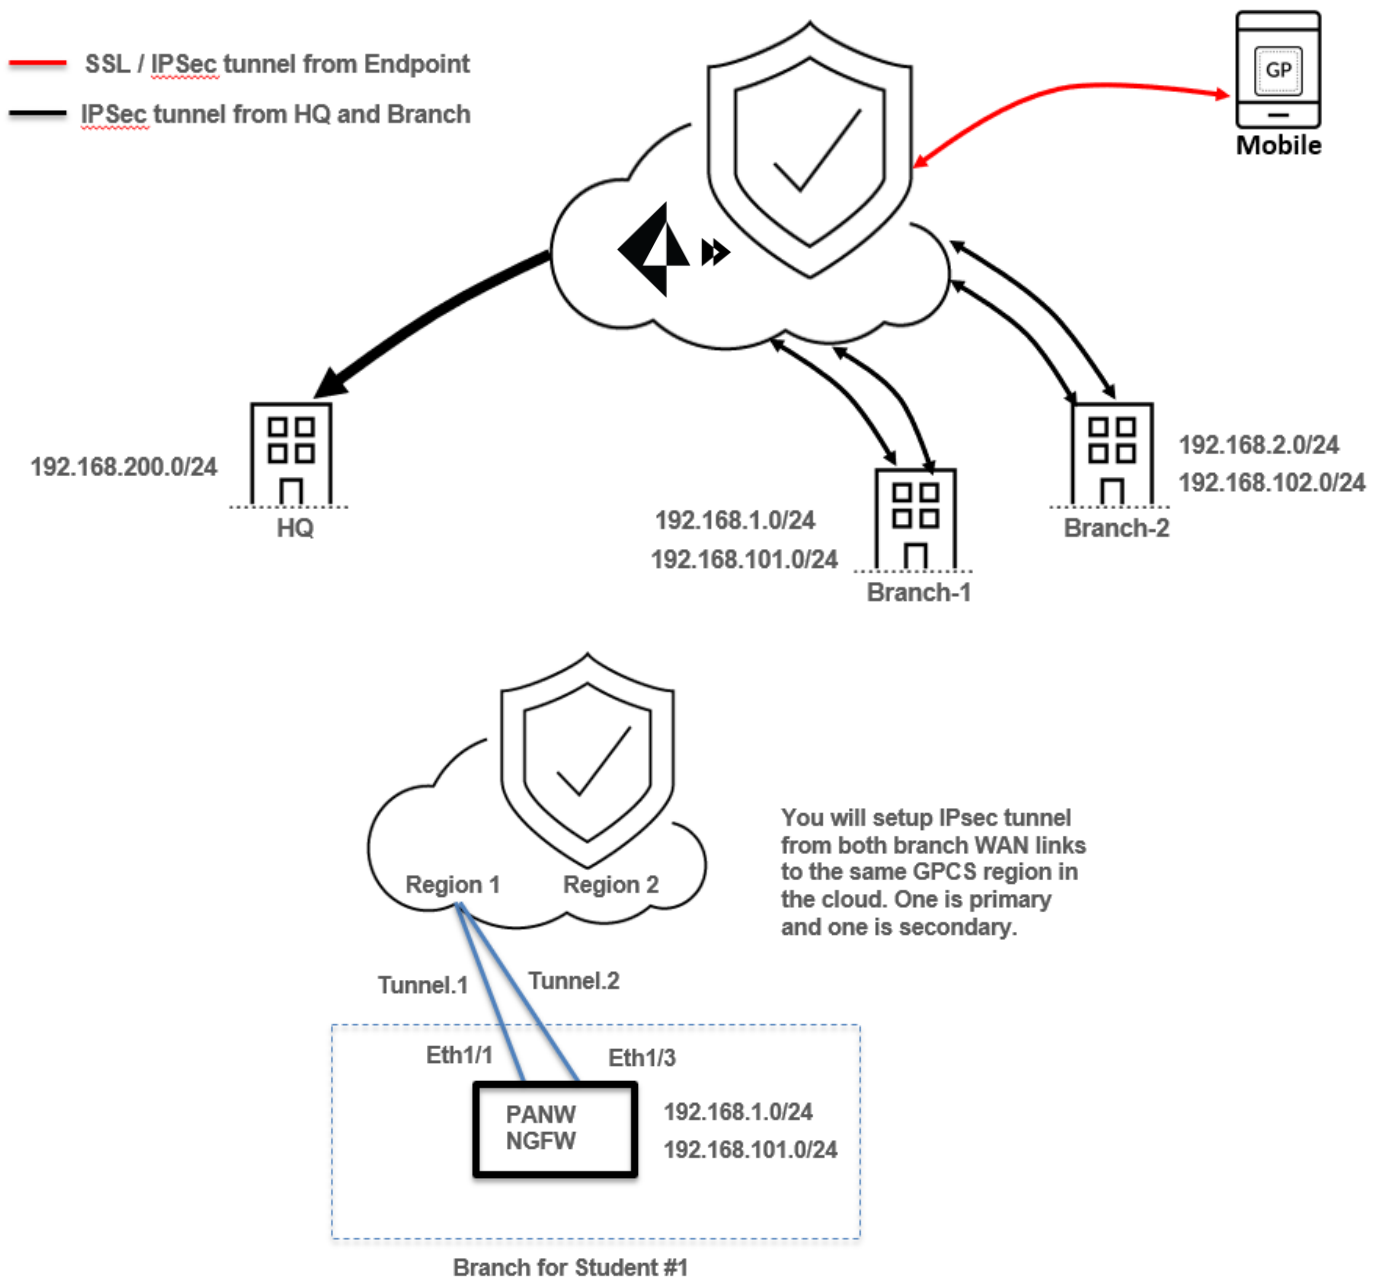 SSL / IPSec tunnel from Endpoint
IPSec tunnel from HQ and Branch
GP
Mobile
192.168.200.0/24
HQ
192.168.1.0/24
192.168.101.0/24
Branch-1
192.168.2.0/24
192.168.102.0/24
Branch-2
Region 1
Region 2
You will setup IPsec tunnel
from both branch WAN links
to the same GPCS region in
the cloud. One is primary
and one is secondary.
Tunnel.1
Tunnel.2
Eth1/1
Eth1/3
PANW
NGFW
192.168.1.0/24
192.168.101.0/24
Branch for Student #1